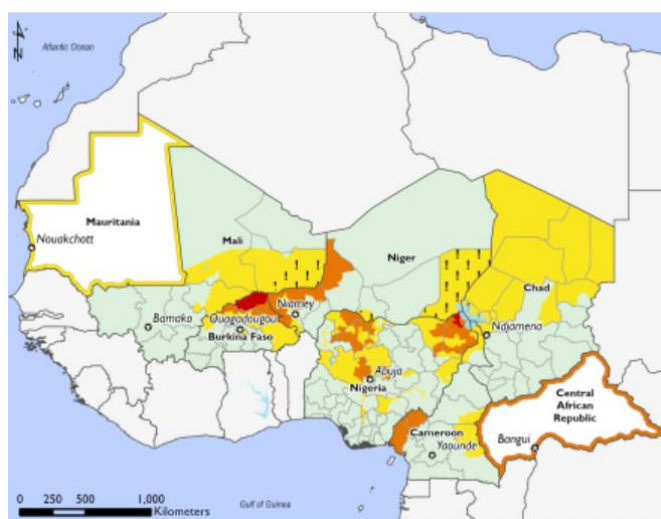 Atlantic Ocean
N
Mauritania
Nouakchott
Mali
Niger
Chad
Niamey
Ouagadougou
Bamako
Burkina Faso
Ndjamena
Abuja
Nigeria
Central
African
Republic
Cameroon
Yaounde
Bangui
0 250 500 1,000
Kilometers
Gulf of Guinea